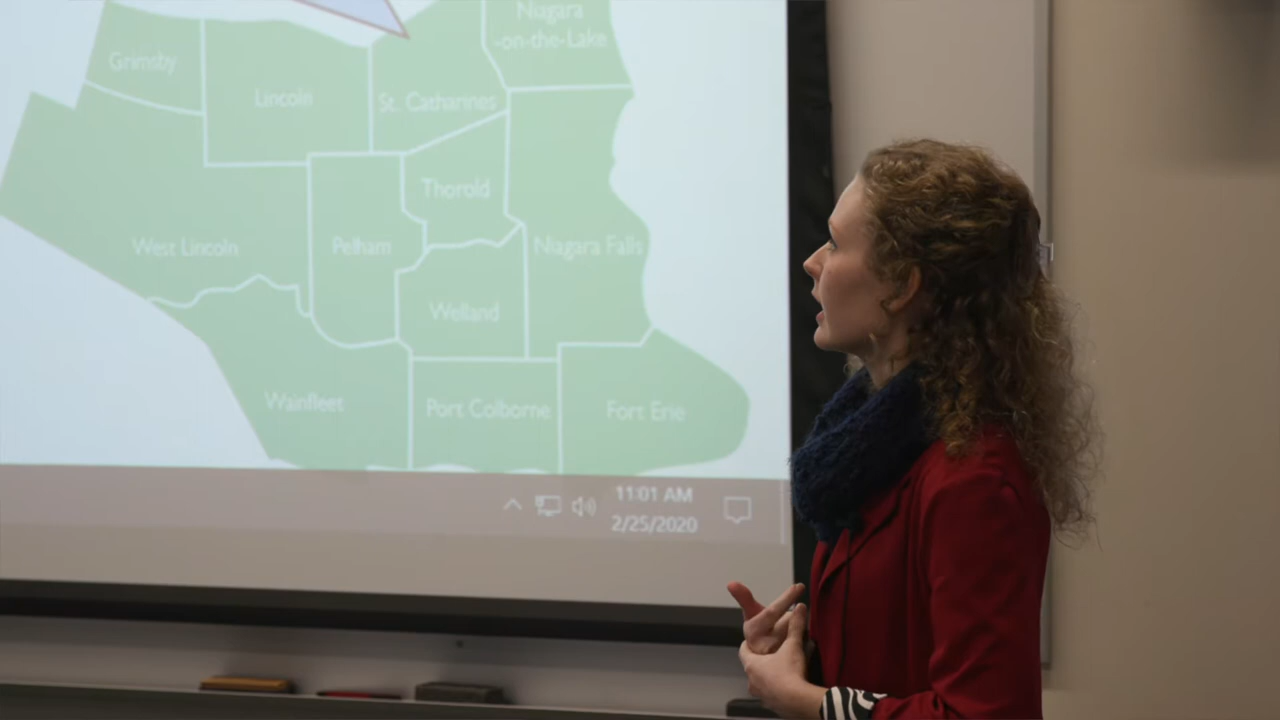 Niagara
-on-the-Lake
Grimsby
Lincoln
St. Catharines
Thorold
West Lincoln
Pelham
Niagara Falls
Welland
Wainfleet
Port Colborne
Fort Erie
11:01 AM
2/25/2020